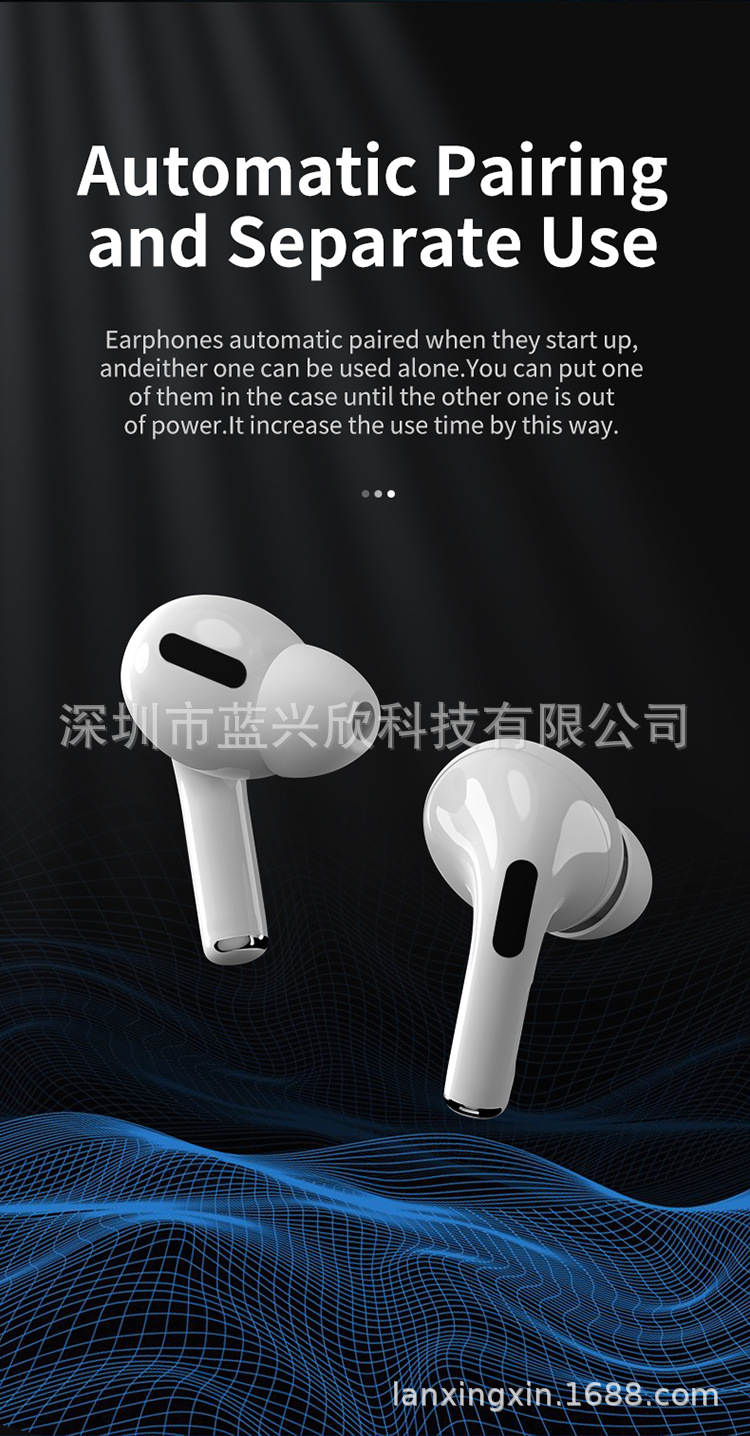 Automatic Pairing
and Separate Use
Earphones automatic paired when they start up,
andeither one can be used alone.You can put one
of them in the case until the other one is out
of power.It increase the use time by this way.
深圳市蓝兴欣科技有限公司
lanxingxin.1688.com